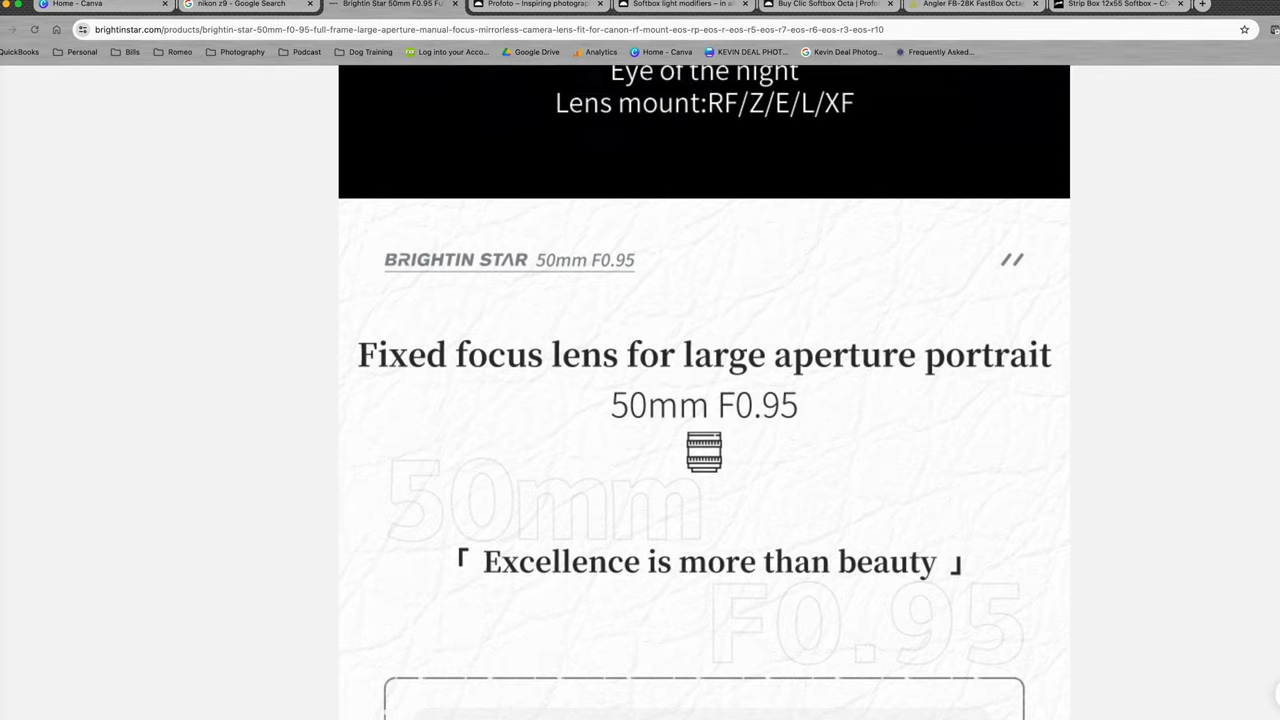 Home - Canva
nikon z9 - Google Search
Brightin Star 50mm F0.95 Fu
Profoto – Inspiring photograp
Softbox light modifiers – in a
Buy Clic Softbox Octa | Profo
Angler FB-28K FastBox Octa
Strip Box 12x55 Softbox – Ch
brightinstar.com/products/brightin-star-50mm-f0-95-full-frame-large-aperture-manual-focus-mirrorless-camera-lens-fit-for-canon-rf-mount-eos-rp-eos-r-eos-r5-eos-r7-eos-r6-eos-r3-eos-r10
QuickBooks
Personal
Bills
Romeo
Photography
Podcast
Dog Training
Log into your Acco...
Google Drive
Analytics
Home - Canva
KEVIN DEAL PHOT...
Kevin Deal Photog...
Frequently Asked...
Eye of the night
Lens mount:RF/Z/E/L/XF
BRIGHTIN STAR 50mm F0.95
Fixed focus lens for large aperture portrait
50mm F0.95
50mm
「 Excellence is more than beauty 」
F0.95